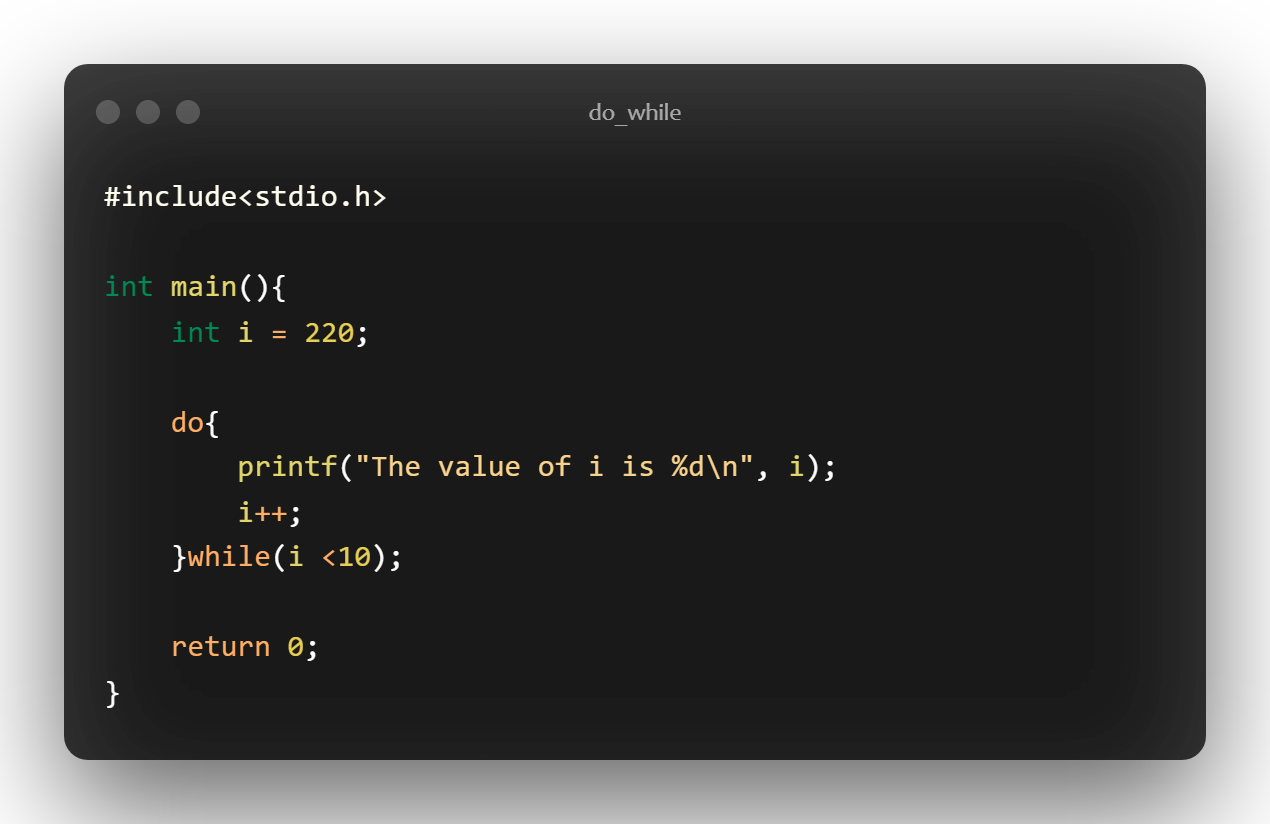 do_while
#include<stdio.h>
int main(){
    int i = 220;
    do{
        printf("The value of i is %d\n", i);
        i++;
    }while(i <10);
    return 0;
}